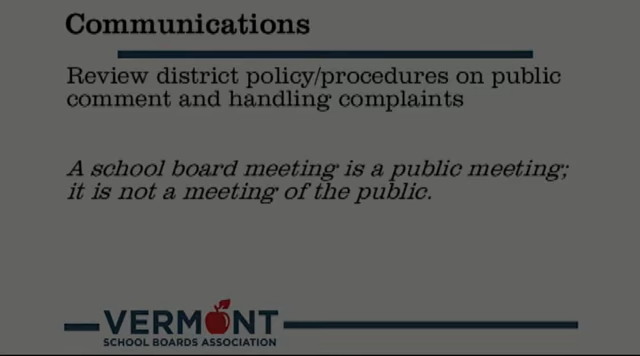 Communications
Review district policy/procedures on public
comment and handling complaints
A school board meeting is a public meeting;
it is not a meeting of the public.
VERMONT
SCHOOL BOARDS ASSOCIATION